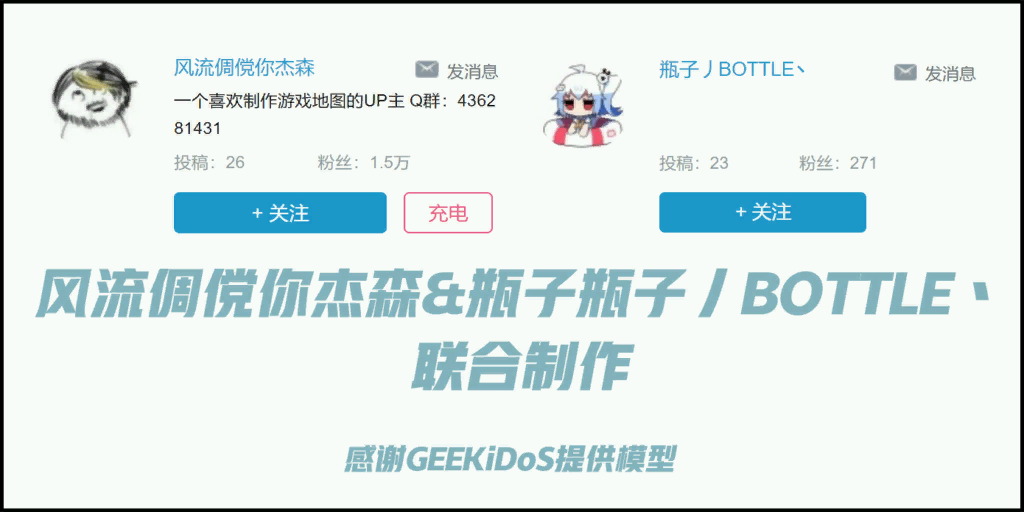 风流倜傥你杰森
发消息
一个喜欢制作游戏地图的UP主 Q群：4362
81431
投稿：26 粉丝：1.5万
+ 关注 充电
瓶子丿BOTTLE丶
发消息
投稿：23 粉丝：271
+ 关注
风流倜傥你杰森&瓶子瓶子丿BOTTLE丶
联合制作
感谢GEEKiDoS提供模型